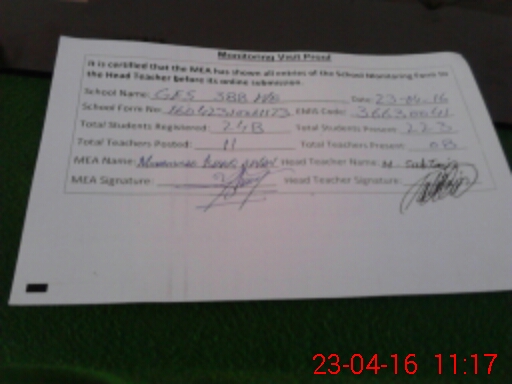 Monitoring Visit Proof
It is certified that the MEA has shown all entries of the School Monitoring Form to
the Head Teacher before its online submission.
School Name: GES 388 Date: 23-04-16
School Form No: EMIS Code:
Total Students Registered: 248 Total Students Present: 223
Total Teachers Posted: 11 Total Teachers Present: 08
MEA Name: Head Teacher Name: M.
MEA Signature: Head Teacher Signature:
23-04-16 11:17